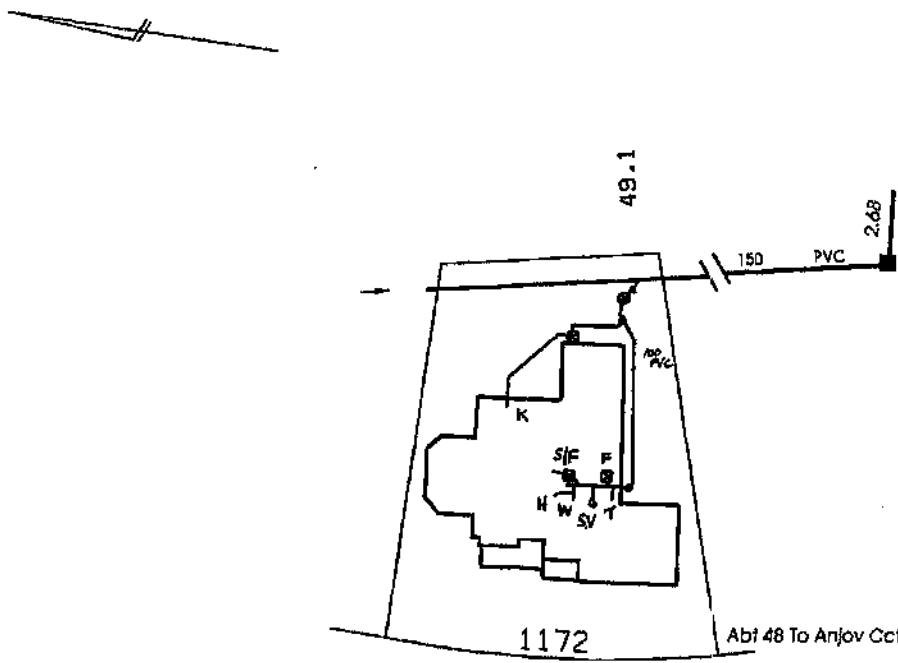 49.1
2.68
150 PVC
100
PVC
K
S/F F
H W SV T
1172
Abt 48 To Anjov Cct